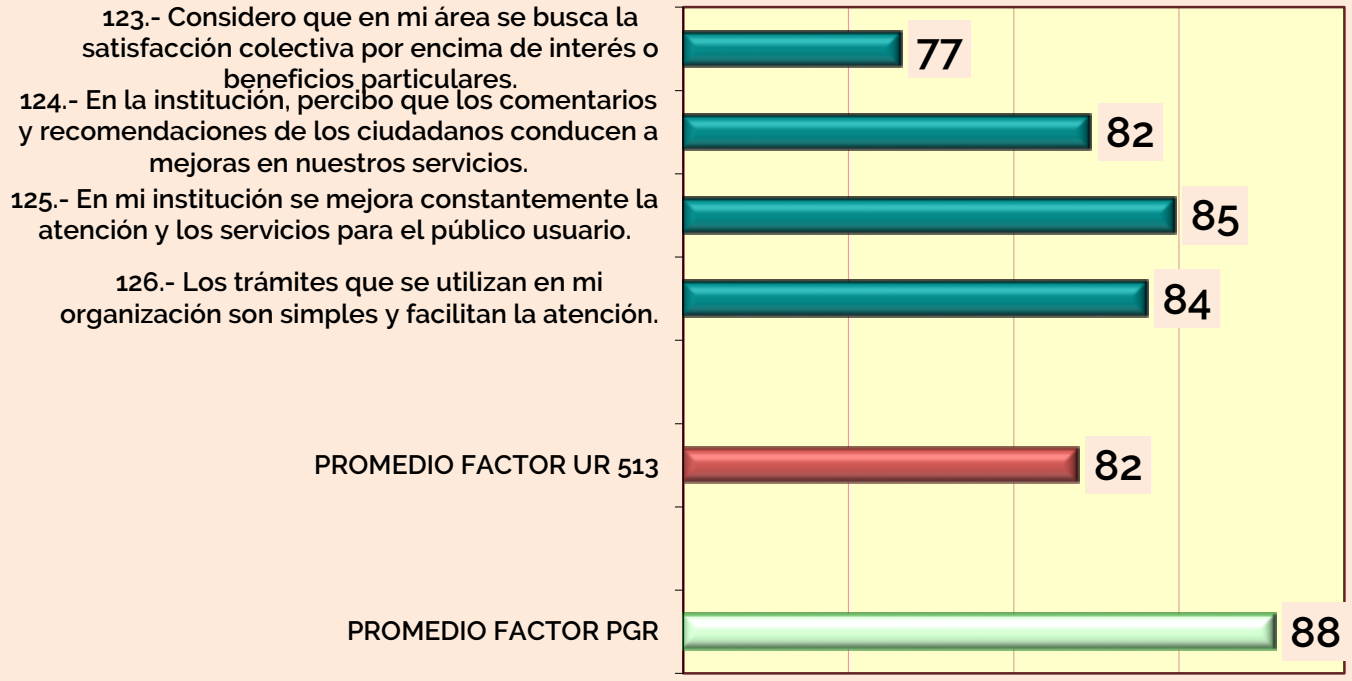 123.- Considero que en mi área se busca la
satisfacción colectiva por encima de interés o
beneficios particulares.
77
124.- En la institución, percibo que los comentarios
y recomendaciones de los ciudadanos conducen a
mejoras en nuestros servicios.
82
125.- En mi institución se mejora constantemente la
atención y los servicios para el público usuario.
85
126.- Los trámites que se utilizan en mi
organización son simples y facilitan la atención.
84
PROMEDIO FACTOR UR 513
82
PROMEDIO FACTOR PGR
88